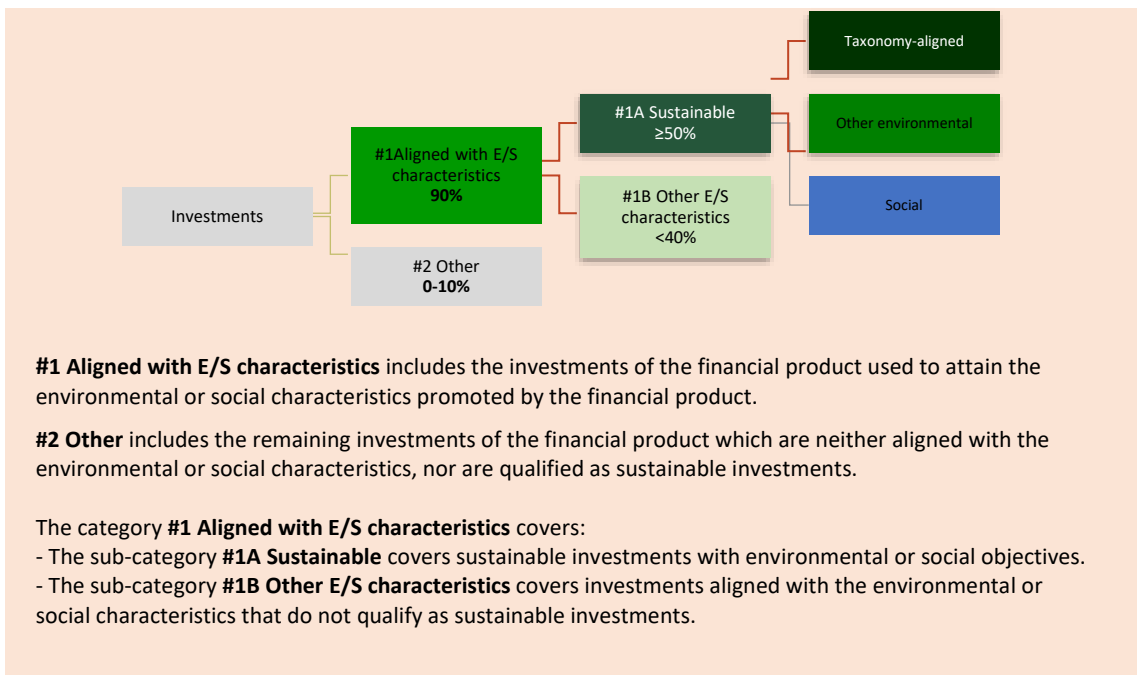 Taxonomy-aligned
#1A Sustainable
≥50%
Other environmental
#1Aligned with E/S
characteristics
90%
#1B Other E/S
characteristics
<40%
Investments
Social
#2 Other
0-10%
#1 Aligned with E/S characteristics includes the investments of the financial product used to attain the
environmental or social characteristics promoted by the financial product.
#2 Other includes the remaining investments of the financial product which are neither aligned with the
environmental or social characteristics, nor are qualified as sustainable investments.
The category #1 Aligned with E/S characteristics covers:
- The sub-category #1A Sustainable covers sustainable investments with environmental or social objectives.
- The sub-category #1B Other E/S characteristics covers investments aligned with the environmental or
social characteristics that do not qualify as sustainable investments.